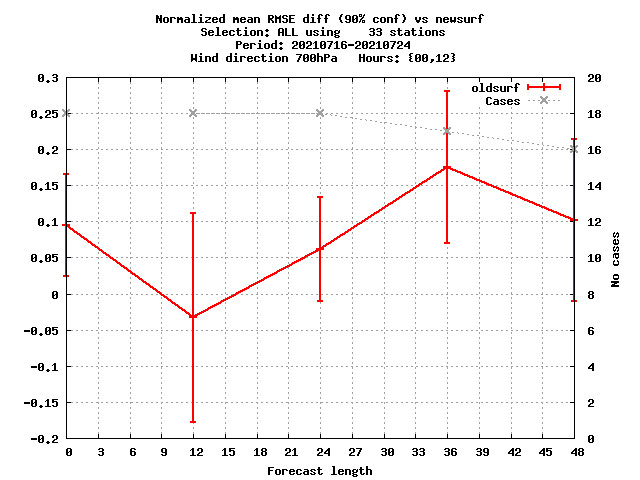 Normalized mean RMSE diff (90% conf) vs newsurf
Selection: ALL using    33 stations
Period: 20210716-20210724
Wind direction 700hPa   Hours: {00,12}
oldsurf
Cases
0.3
0.25
0.2
0.15
0.1
0.05
0
-0.05
-0.1
-0.15
-0.2
20
18
16
14
12
10
8
6
4
2
0
No cases
0 3 6 9 12 15 18 21 24 27 30 33 36 39 42 45 48
Forecast length